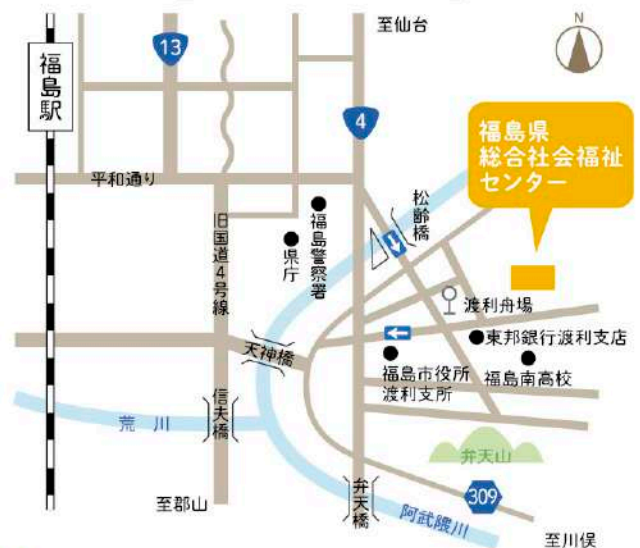 至仙台
N
13
福島駅
4
福島県
総合社会福祉
センター
平和通り
松齢橋
旧国道4号線
県庁
福島警察署
渡利舟場
東邦銀行渡利支店
天神橋
福島市役所
渡利支所
福島南高校
信夫橋
荒川
弁天山
弁天橋
309
至郡山
阿武隈川
至川俣